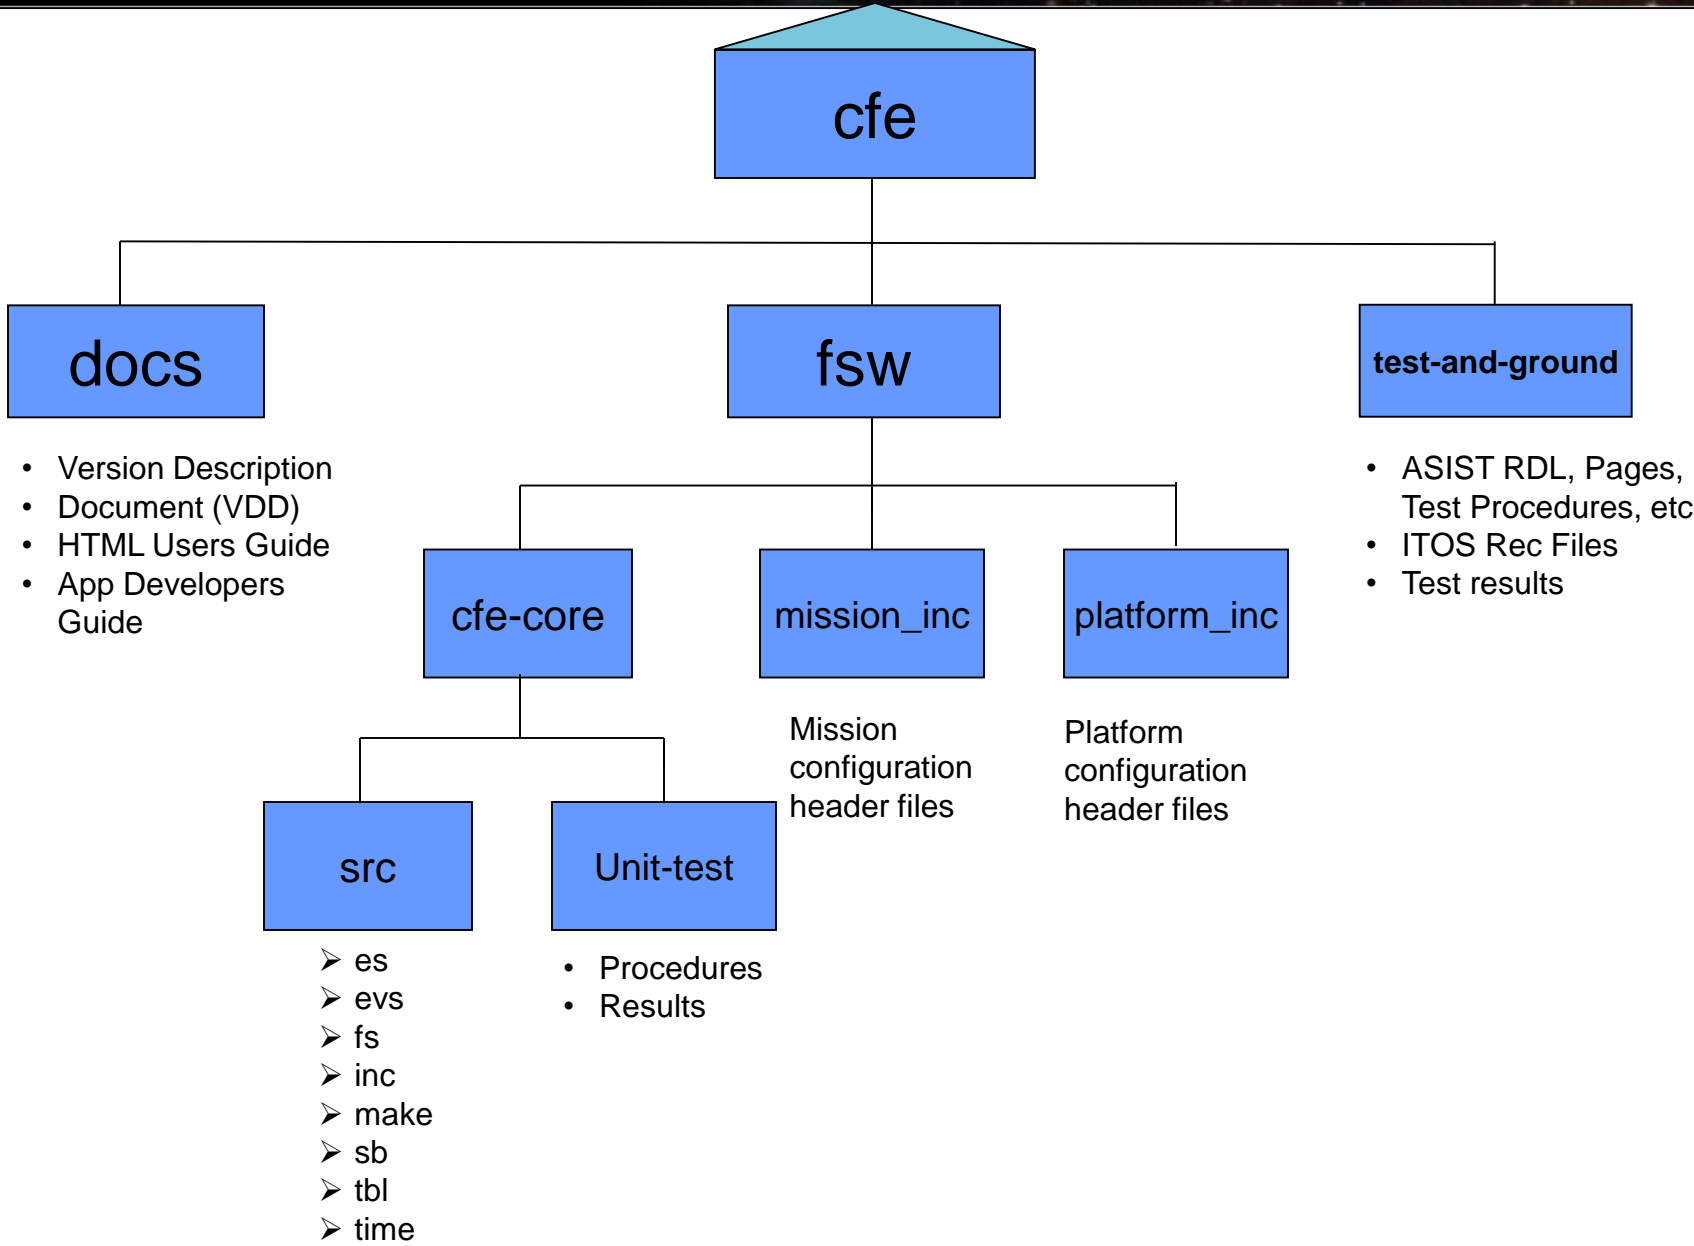 cfe
docs
fsw
test-and-ground
• Version Description
• Document (VDD)
• HTML Users Guide
• App Developers
Guide
• ASIST RDL, Pages,
Test Procedures, etc
• ITOS Rec Files
• Test results
cfe-core
mission_inc
platform_inc
Mission
configuration
header files
Platform
configuration
header files
src
Unit-test
➢ es
➢ evs
➢ fs
➢ inc
➢ make
➢ sb
➢ tbl
➢ time
• Procedures
• Results